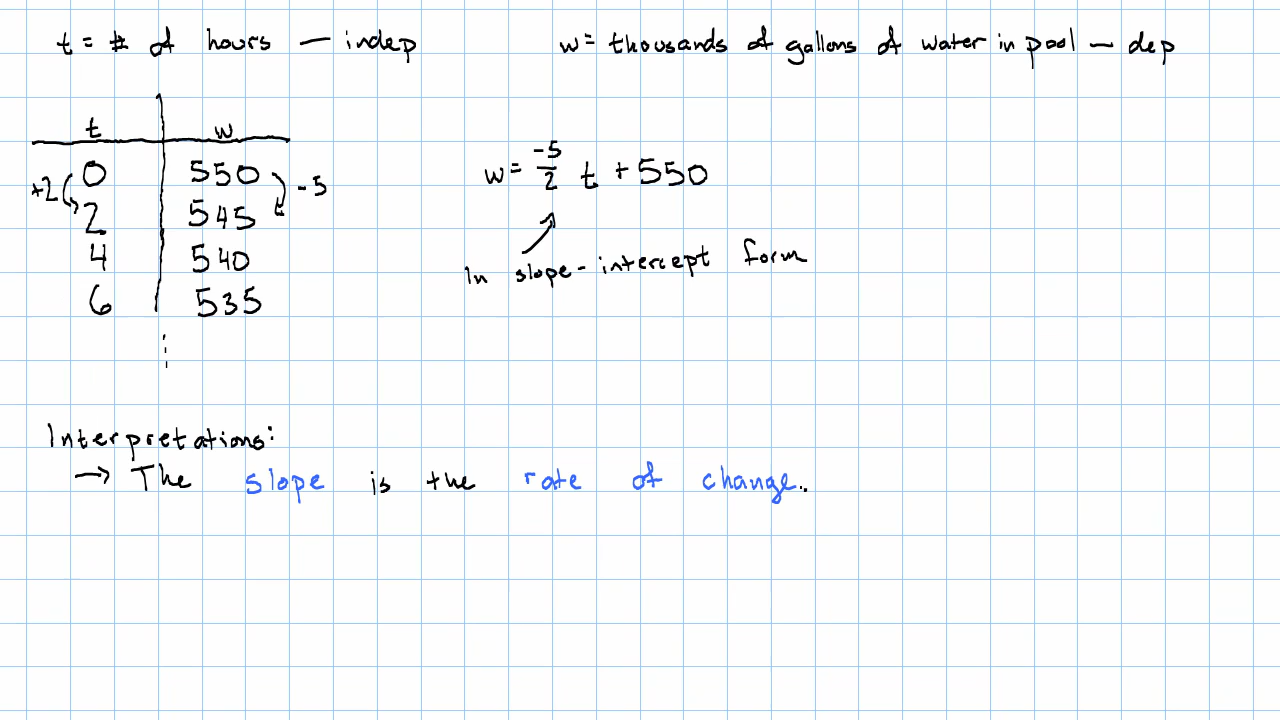 t = # of hours — indep
w = thousands of gallons of water in pool — dep
t w
0 550
+2 -5
2 545
4 540
6 535
w = -5/2 t + 550
In slope-intercept form
Interpretations:
→ The slope is the rate of change.